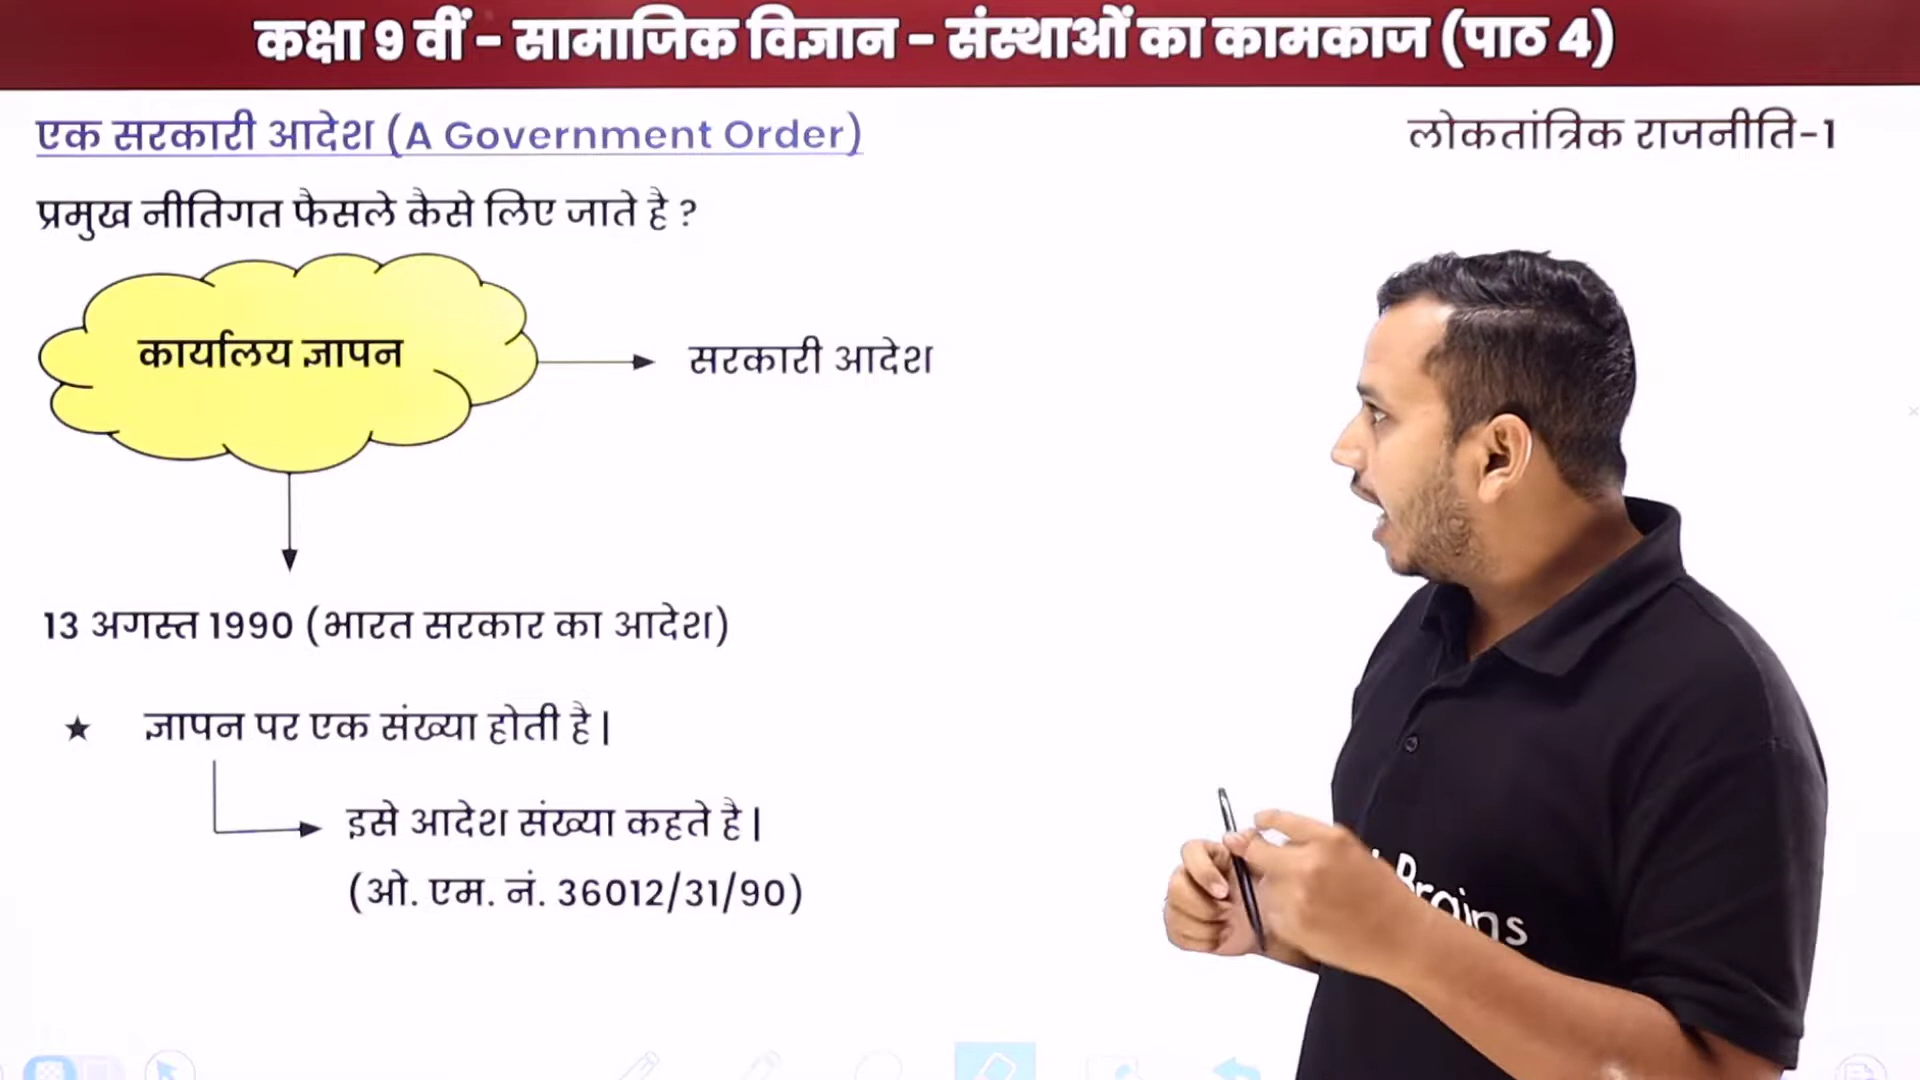 कक्षा 9 वीं - सामाजिक विज्ञान - संस्थाओं का कामकाज (पाठ 4)
एक सरकारी आदेश (A Government Order)
लोकतांत्रिक राजनीति-1
प्रमुख नीतिगत फैसले कैसे लिए जाते है ?
कार्यालय ज्ञापन
सरकारी आदेश
13 अगस्त 1990 (भारत सरकार का आदेश)
★ ज्ञापन पर एक संख्या होती है |
इसे आदेश संख्या कहते है |
(ओ. एम. नं. 36012/31/90)
Brains